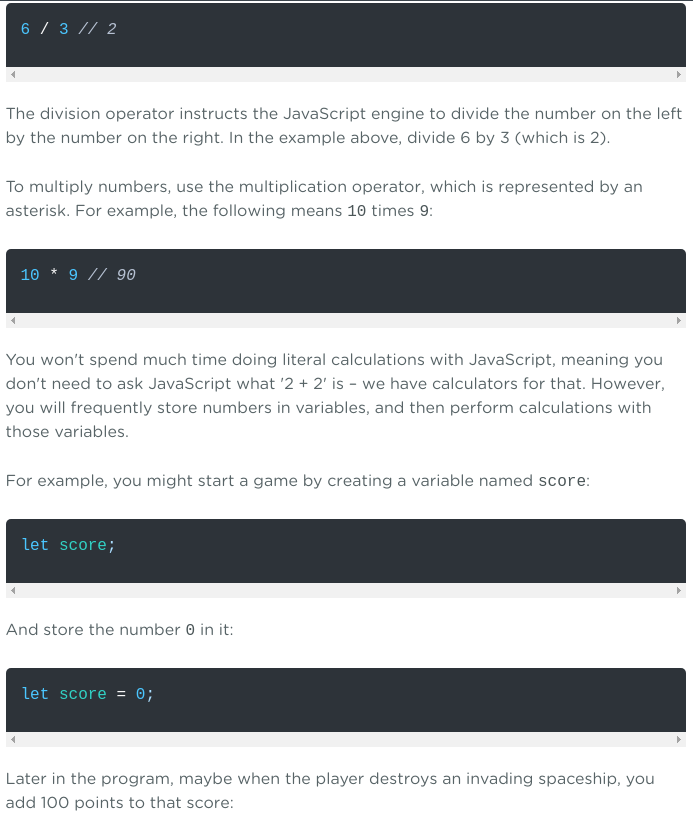 6 / 3 // 2
The division operator instructs the JavaScript engine to divide the number on the left
by the number on the right. In the example above, divide 6 by 3 (which is 2).
To multiply numbers, use the multiplication operator, which is represented by an
asterisk. For example, the following means 10 times 9:
10 * 9 // 90
You won't spend much time doing literal calculations with JavaScript, meaning you
don't need to ask JavaScript what '2 + 2' is – we have calculators for that. However,
you will frequently store numbers in variables, and then perform calculations with
those variables.
For example, you might start a game by creating a variable named score:
let score;
And store the number 0 in it:
let score = 0;
Later in the program, maybe when the player destroys an invading spaceship, you
add 100 points to that score: